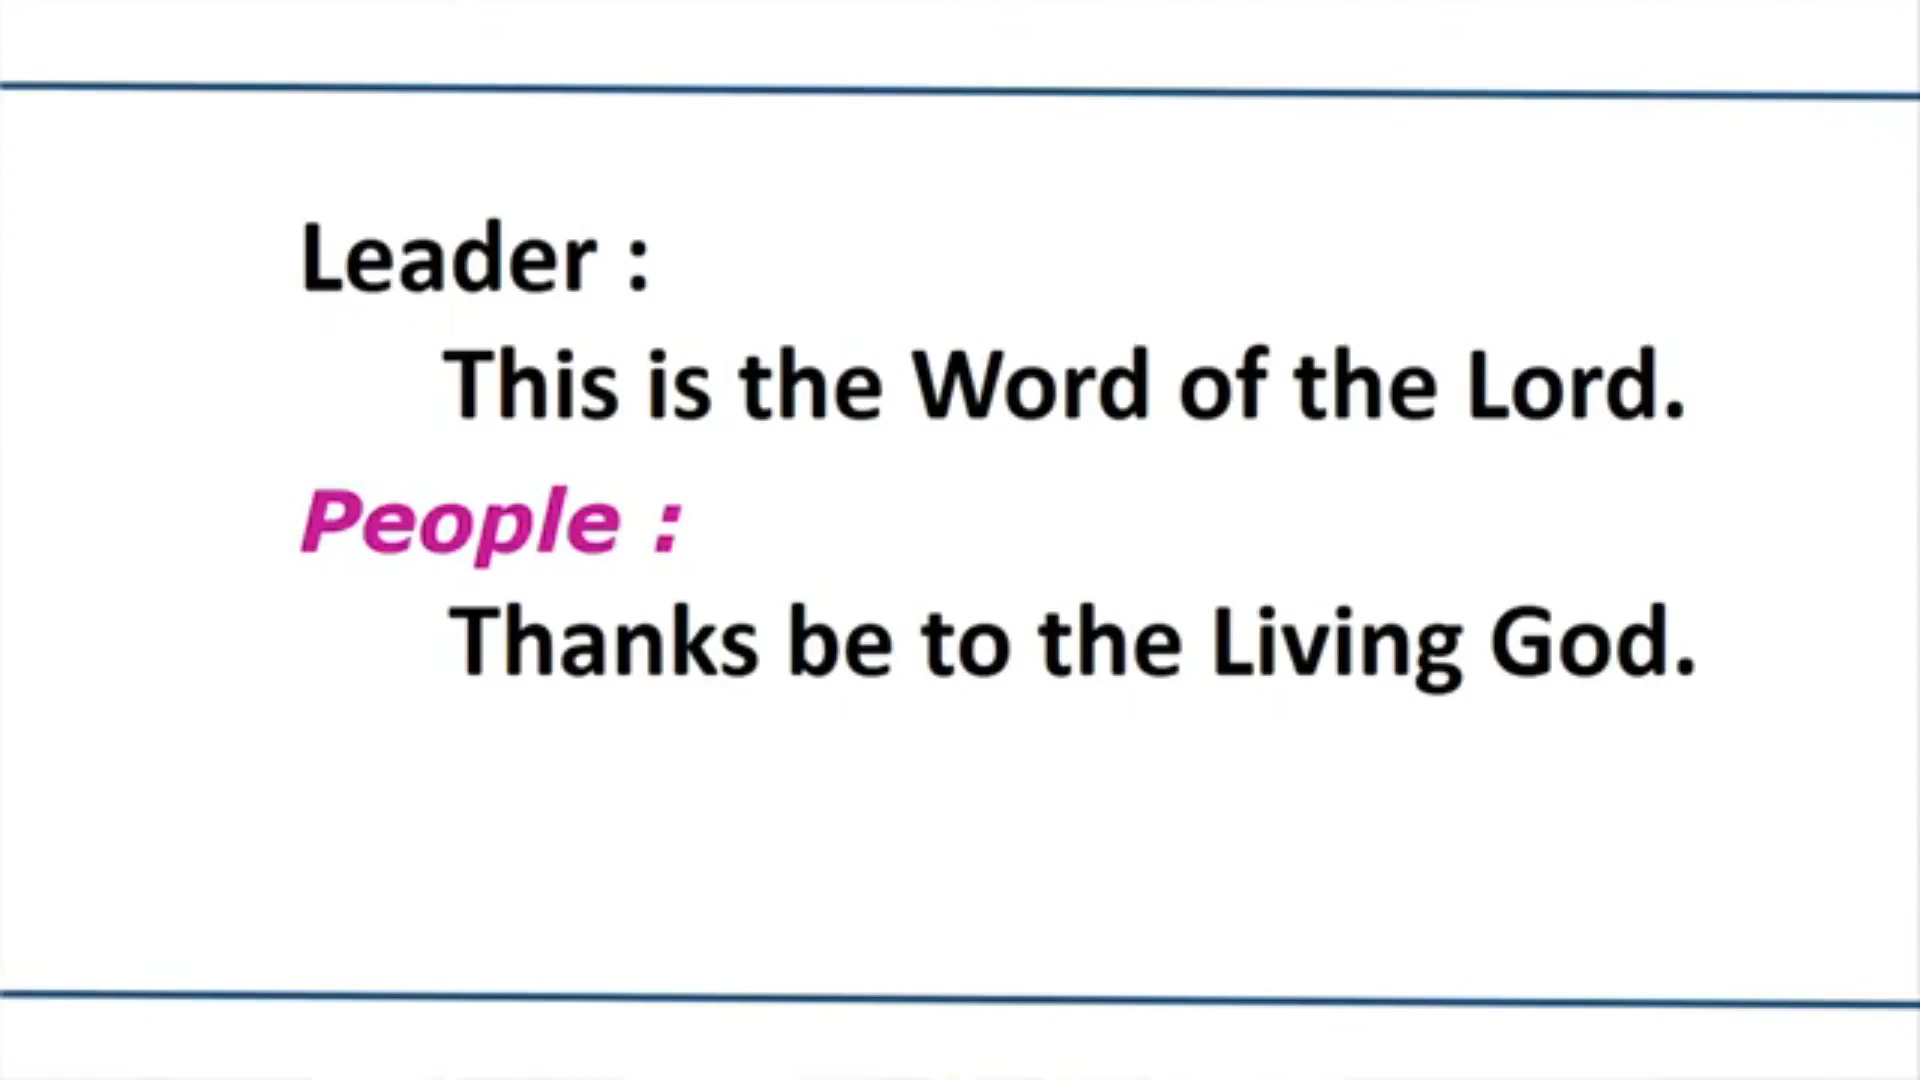 Leader :
This is the Word of the Lord.
People :
Thanks be to the Living God.